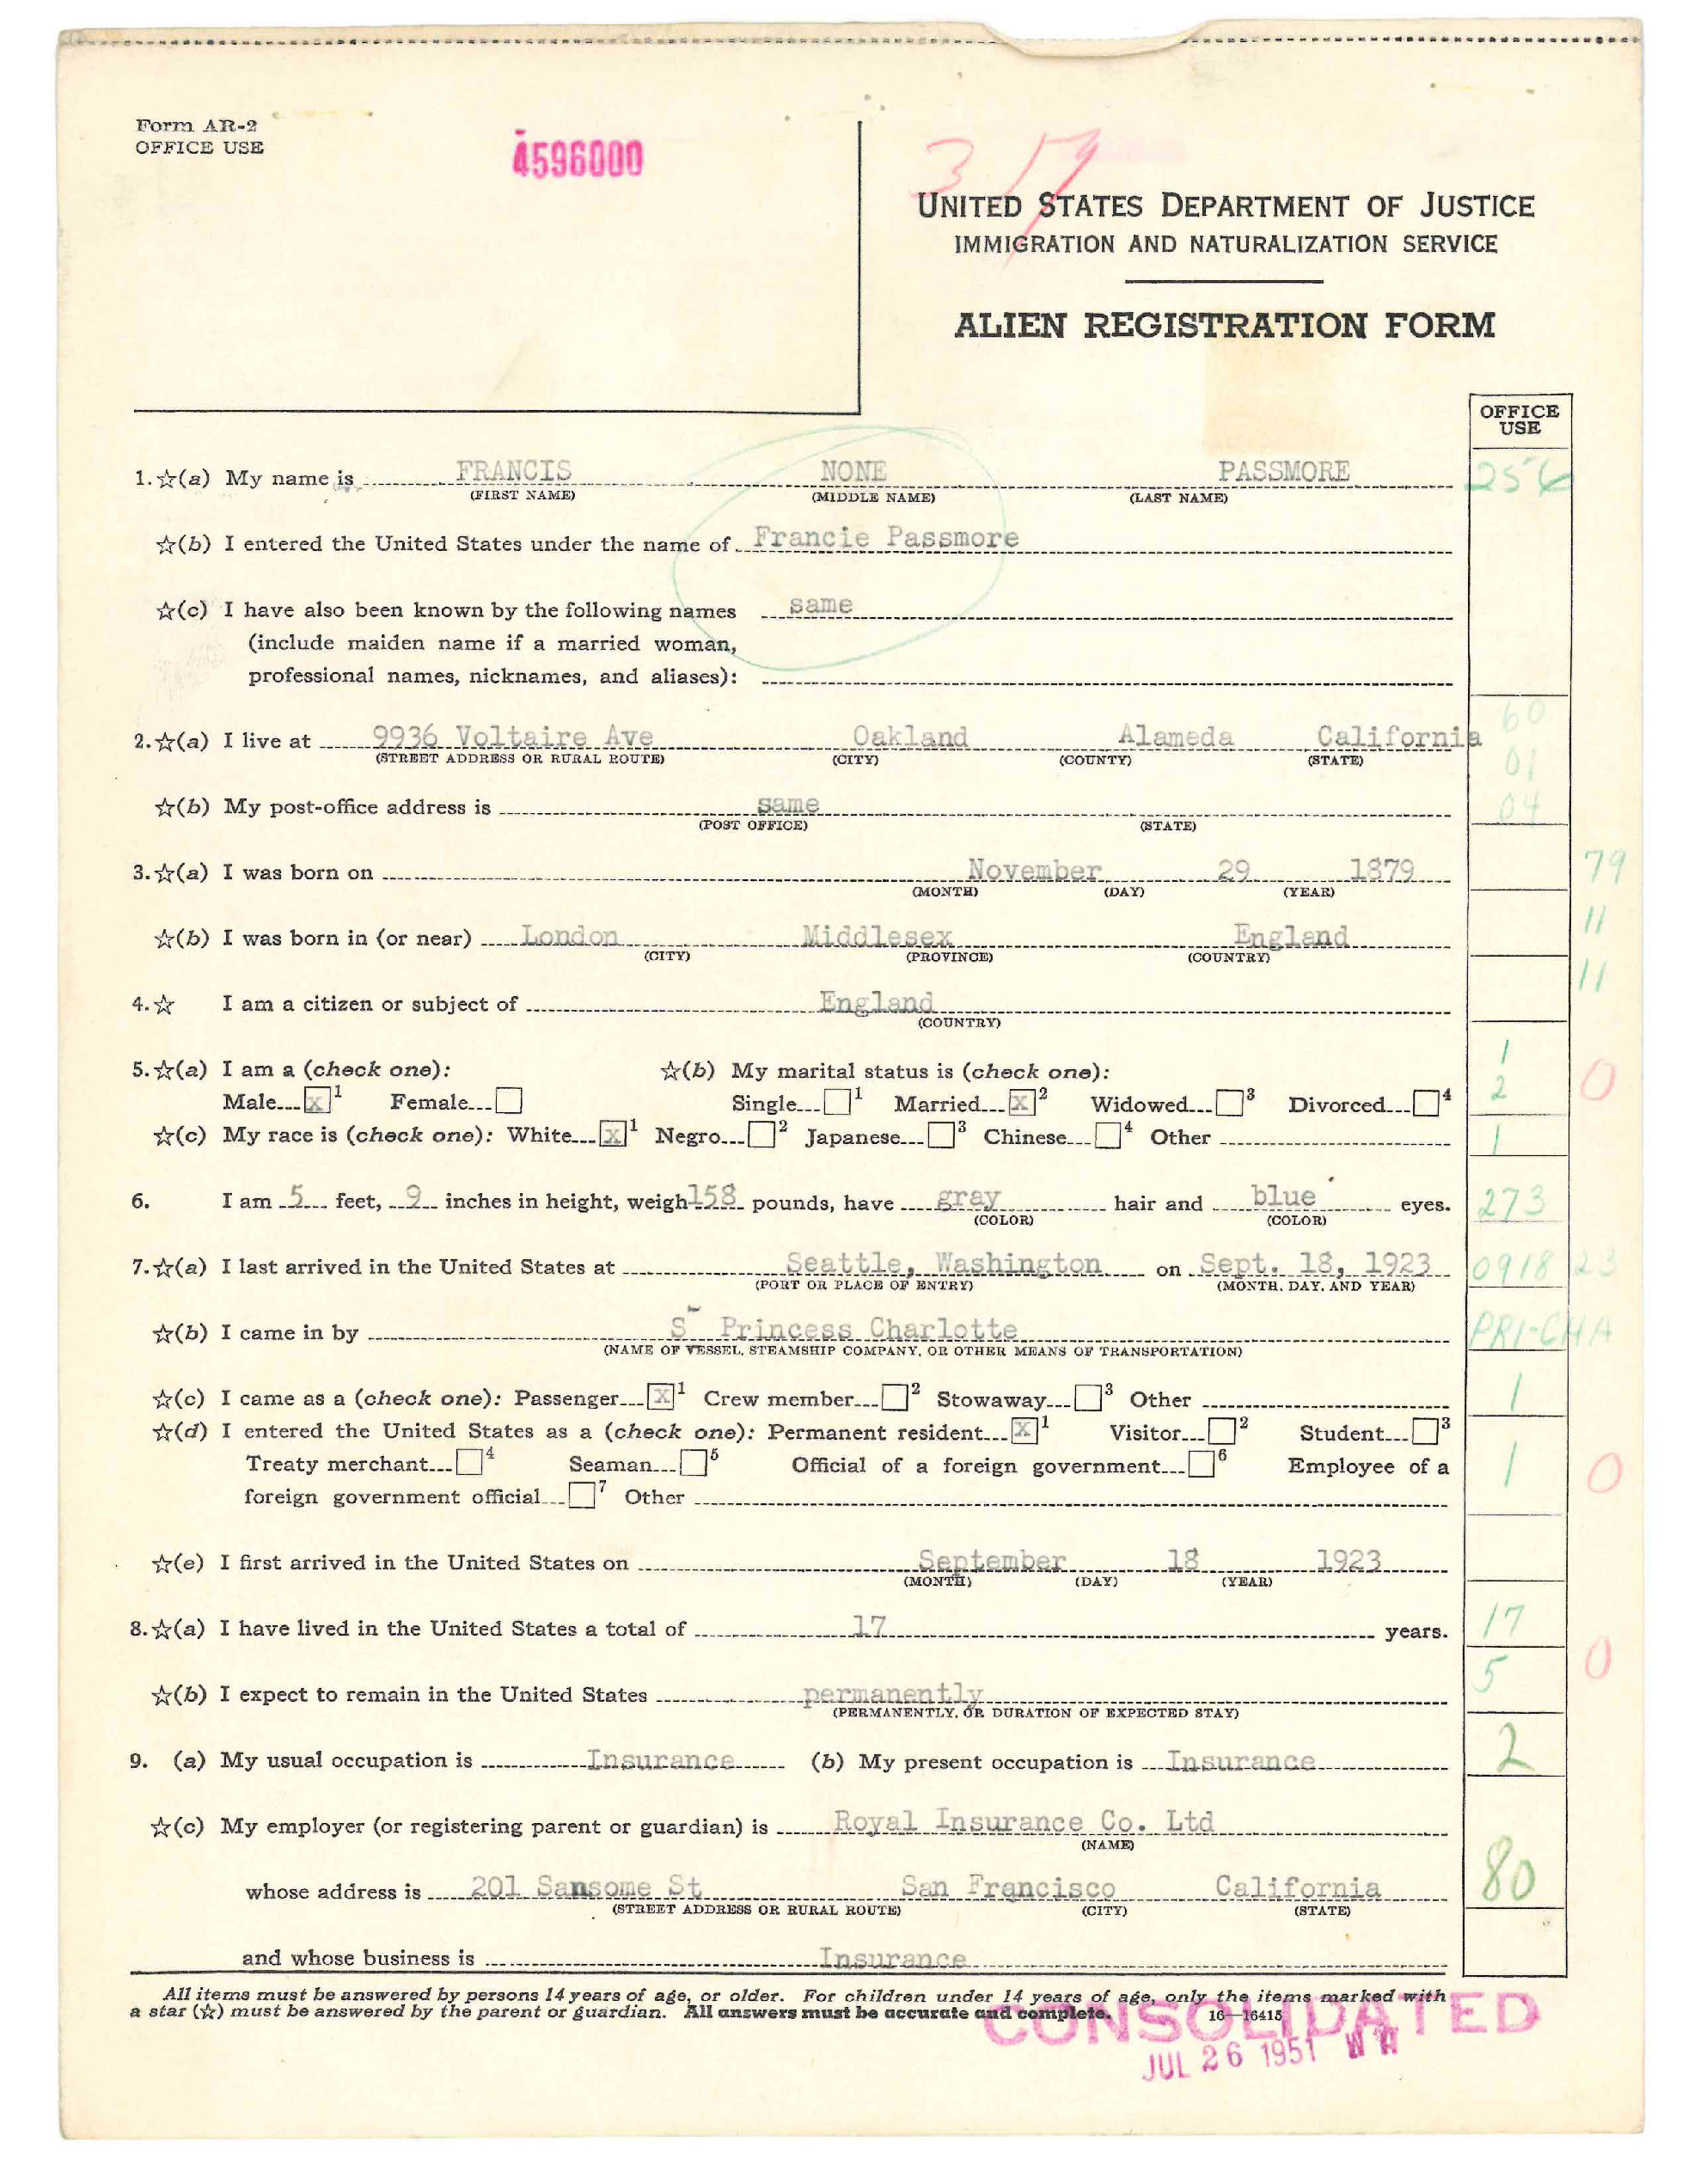 Form AR-2
OFFICE USE
4596000
3 19
UNITED STATES DEPARTMENT OF JUSTICE
IMMIGRATION AND NATURALIZATION SERVICE
ALIEN REGISTRATION FORM
OFFICE
USE
1.☆(a) My name is FRANCIS NONE PASSMORE 256
(FIRST NAME) (MIDDLE NAME) (LAST NAME)
☆(b) I entered the United States under the name of Francie Passmore
☆(c) I have also been known by the following names same
(include maiden name if a married woman,
professional names, nicknames, and aliases):
60
2.☆(a) I live at 9936 Voltaire Ave Oakland Alameda California
(STREET ADDRESS OR RURAL ROUTE) (CITY) (COUNTY) (STATE) 01
☆(b) My post-office address is same 04
(POST OFFICE) (STATE)
3.☆(a) I was born on November 29 1879 79
(MONTH) (DAY) (YEAR)
11
☆(b) I was born in (or near) London Middlesex England
(CITY) (PROVINCE) (COUNTRY)
11
4.☆ I am a citizen or subject of England
(COUNTRY)
5.☆(a) I am a (check one): ☆(b) My marital status is (check one): 1
Male X 1 Female Single 1 Married X 2 Widowed 3 Divorced 4 2 0
☆(c) My race is (check one): White X 1 Negro 2 Japanese 3 Chinese 4 Other 1
6. I am 5 feet, 9 inches in height, weigh 158 pounds, have gray hair and blue eyes. 273
(COLOR) (COLOR)
7.☆(a) I last arrived in the United States at Seattle, Washington on Sept. 18, 1923 0918 23
(PORT OR PLACE OF ENTRY) (MONTH, DAY, AND YEAR)
☆(b) I came in by S Princess Charlotte PRI-CHA
(NAME OF VESSEL, STEAMSHIP COMPANY, OR OTHER MEANS OF TRANSPORTATION)
☆(c) I came as a (check one): Passenger X 1 Crew member 2 Stowaway 3 Other 1
☆(d) I entered the United States as a (check one): Permanent resident X 1 Visitor 2 Student 3
Treaty merchant 4 Seaman 5 Official of a foreign government 6 Employee of a 1 0
foreign government official 7 Other
☆(e) I first arrived in the United States on September 18 1923
(MONTH) (DAY) (YEAR)
8.☆(a) I have lived in the United States a total of 17 years. 17
5 0
☆(b) I expect to remain in the United States permanently
(PERMANENTLY, OR DURATION OF EXPECTED STAY)
9. (a) My usual occupation is Insurance (b) My present occupation is Insurance 2
☆(c) My employer (or registering parent or guardian) is Royal Insurance Co. Ltd
(NAME)
whose address is 201 Sansome St San Francisco California 80
(STREET ADDRESS OR RURAL ROUTE) (CITY) (STATE)
and whose business is Insurance
All items must be answered by persons 14 years of age, or older. For children under 14 years of age, only the items marked with
a star (☆) must be answered by the parent or guardian. All answers must be accurate and complete. 16—16415
CONSOLIDATED
JUL 26 1951